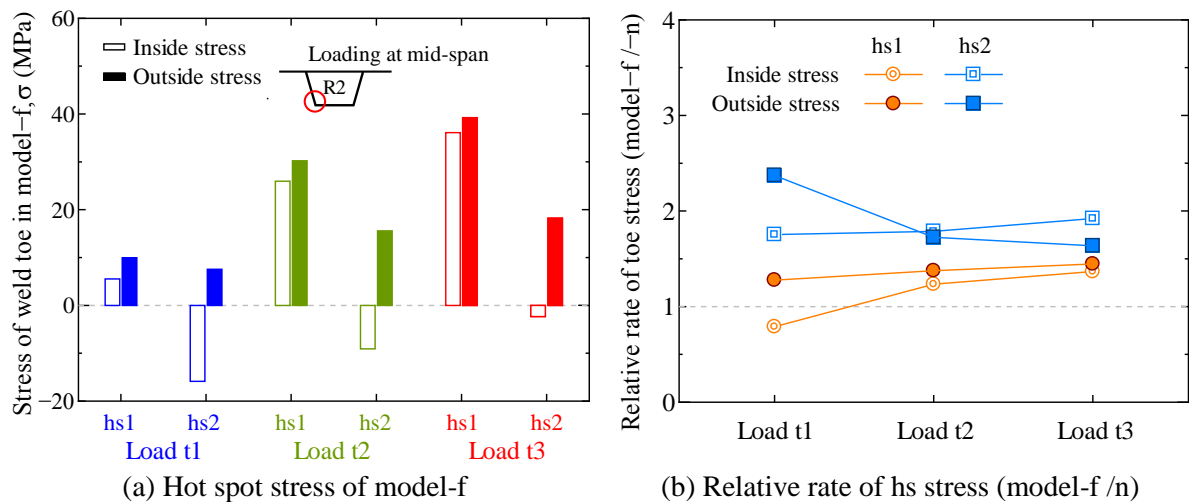 Stress of weld toe in model−f,σ (MPa)
60
40
20
0
−20
Inside stress
Outside stress
Loading at mid-span
R2
hs1
hs2
hs1
hs2
hs1
hs2
Load t1
Load t2
Load t3
(a) Hot spot stress of model-f
Relative rate of toe stress (model−f /−n)
4
3
2
1
0
hs1
hs2
Inside stress
Outside stress
Load t1
Load t2
Load t3
(b) Relative rate of hs stress (model-f /n)